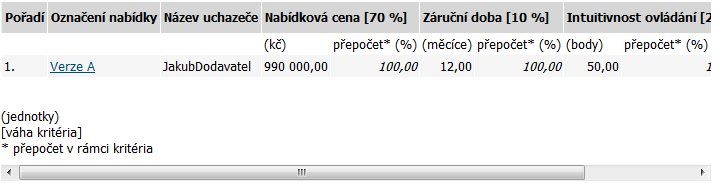 Pořadí Označení nabídky Název uchazeče Nabídková cena [70 %] Záruční doba [10 %] Intuitivnost ovládání [2
(kč) přepočet* (%) (měcíce) přepočet* (%) (body) přepočet* (%)
1. Verze A JakubDodavatel 990 000,00 100,00 12,00 100,00 50,00 1
(jednotky)
[váha kritéria]
* přepočet v rámci kritéria